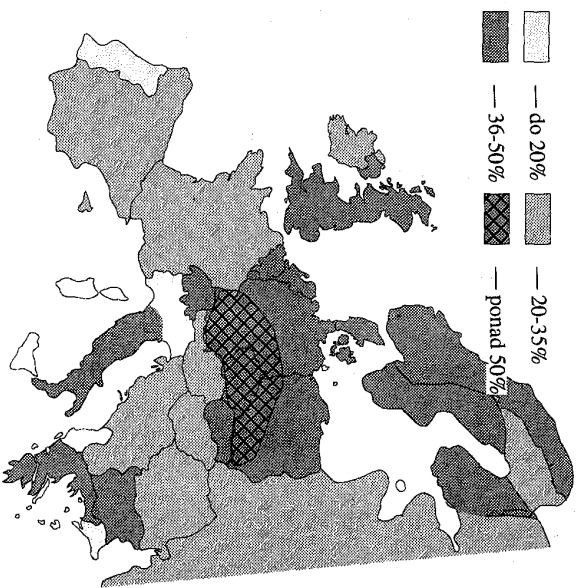 — do 20% — 20-35%
— 36-50% — ponad 50%